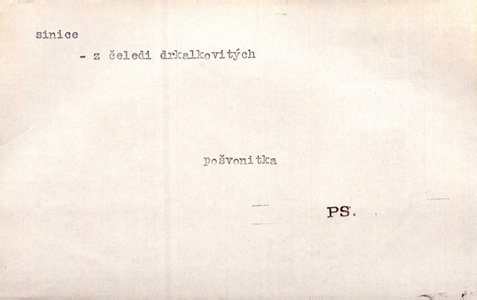 sinice
- z čeledi drkalkovitých
pošvonitka
PS.